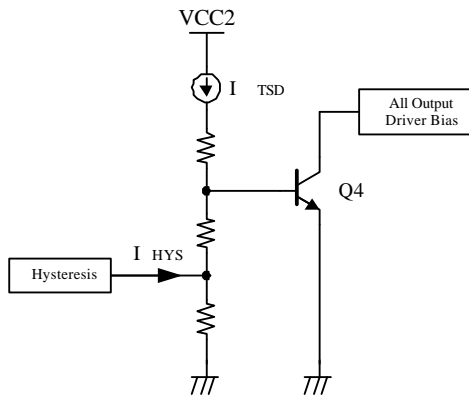 VCC2
I TSD
All Output
Driver Bias
Q4
I HYS
Hysteresis